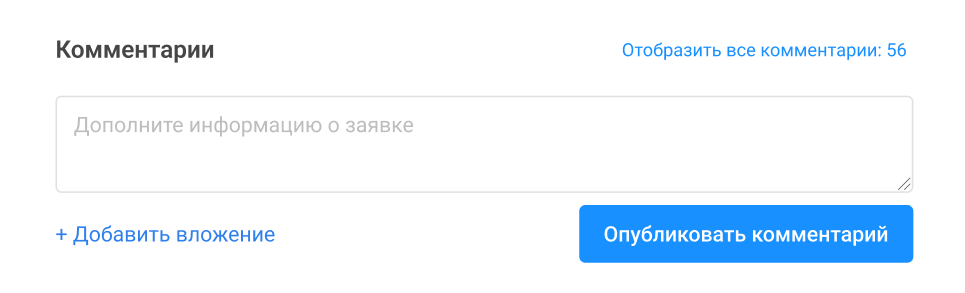 Комментарии
Отобразить все комментарии: 56
Дополните информацию о заявке
+ Добавить вложение
Опубликовать комментарий